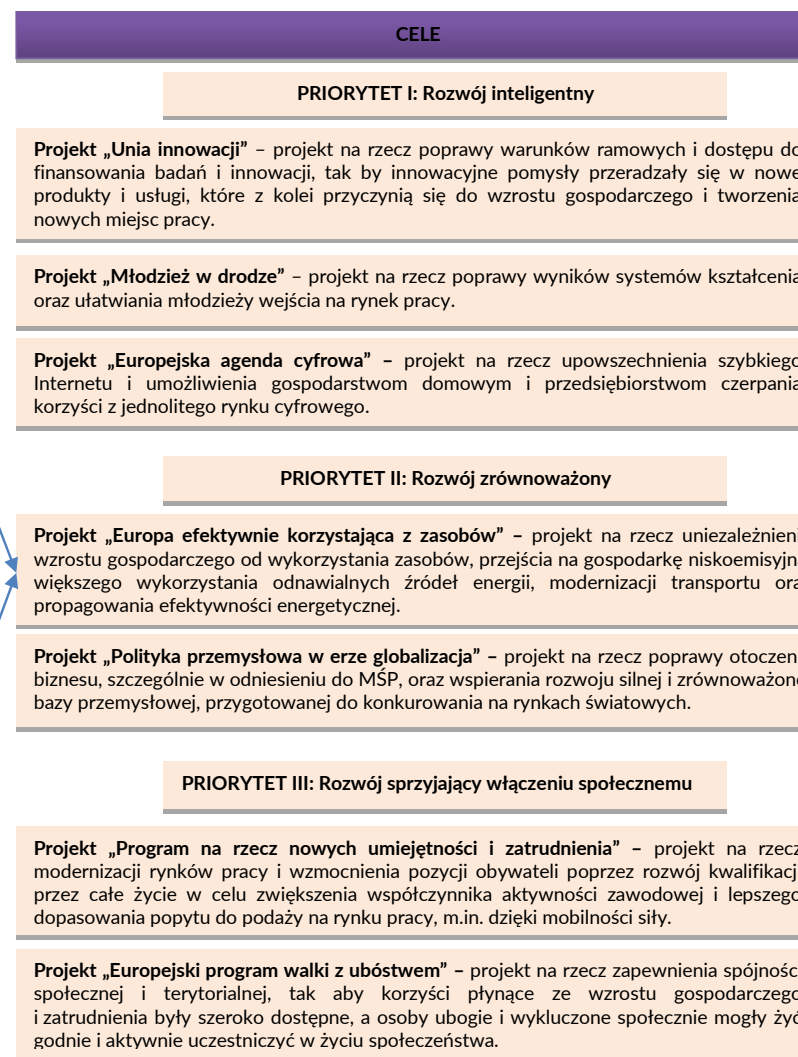 CELE
PRIORYTET I: Rozwój inteligentny
Projekt „Unia innowacji” – projekt na rzecz poprawy warunków ramowych i dostępu do
finansowania badań i innowacji, tak by innowacyjne pomysły przeradzały się w nowe
produkty i usługi, które z kolei przyczynią się do wzrostu gospodarczego i tworzenia
nowych miejsc pracy.
Projekt „Młodzież w drodze” – projekt na rzecz poprawy wyników systemów kształcenia
oraz ułatwiania młodzieży wejścia na rynek pracy.
Projekt „Europejska agenda cyfrowa” – projekt na rzecz upowszechnienia szybkiego
Internetu i umożliwienia gospodarstwom domowym i przedsiębiorstwom czerpania
korzyści z jednolitego rynku cyfrowego.
PRIORYTET II: Rozwój zrównoważony
Projekt „Europa efektywnie korzystająca z zasobów” – projekt na rzecz uniezależnieni
wzrostu gospodarczego od wykorzystania zasobów, przejścia na gospodarkę niskoemisyjn
większego wykorzystania odnawialnych źródeł energii, modernizacji transportu ora
propagowania efektywności energetycznej.
Projekt „Polityka przemysłowa w erze globalizacja” – projekt na rzecz poprawy otoczen
biznesu, szczególnie w odniesieniu do MŚP, oraz wspierania rozwoju silnej i zrównoważone
bazy przemysłowej, przygotowanej do konkurowania na rynkach światowych.
PRIORYTET III: Rozwój sprzyjający włączeniu społecznemu
Projekt „Program na rzecz nowych umiejętności i zatrudnienia” – projekt na rzecz
modernizacji rynków pracy i wzmocnienia pozycji obywateli poprzez rozwój kwalifikacji
przez całe życie w celu zwiększenia współczynnika aktywności zawodowej i lepszego
dopasowania popytu do podaży na rynku pracy, m.in. dzięki mobilności siły.
Projekt „Europejski program walki z ubóstwem” – projekt na rzecz zapewnienia spójnośc
społecznej i terytorialnej, tak aby korzyści płynące ze wzrostu gospodarczego
i zatrudnienia były szeroko dostępne, a osoby ubogie i wykluczone społecznie mogły żyć
godnie i aktywnie uczestniczyć w życiu społeczeństwa.